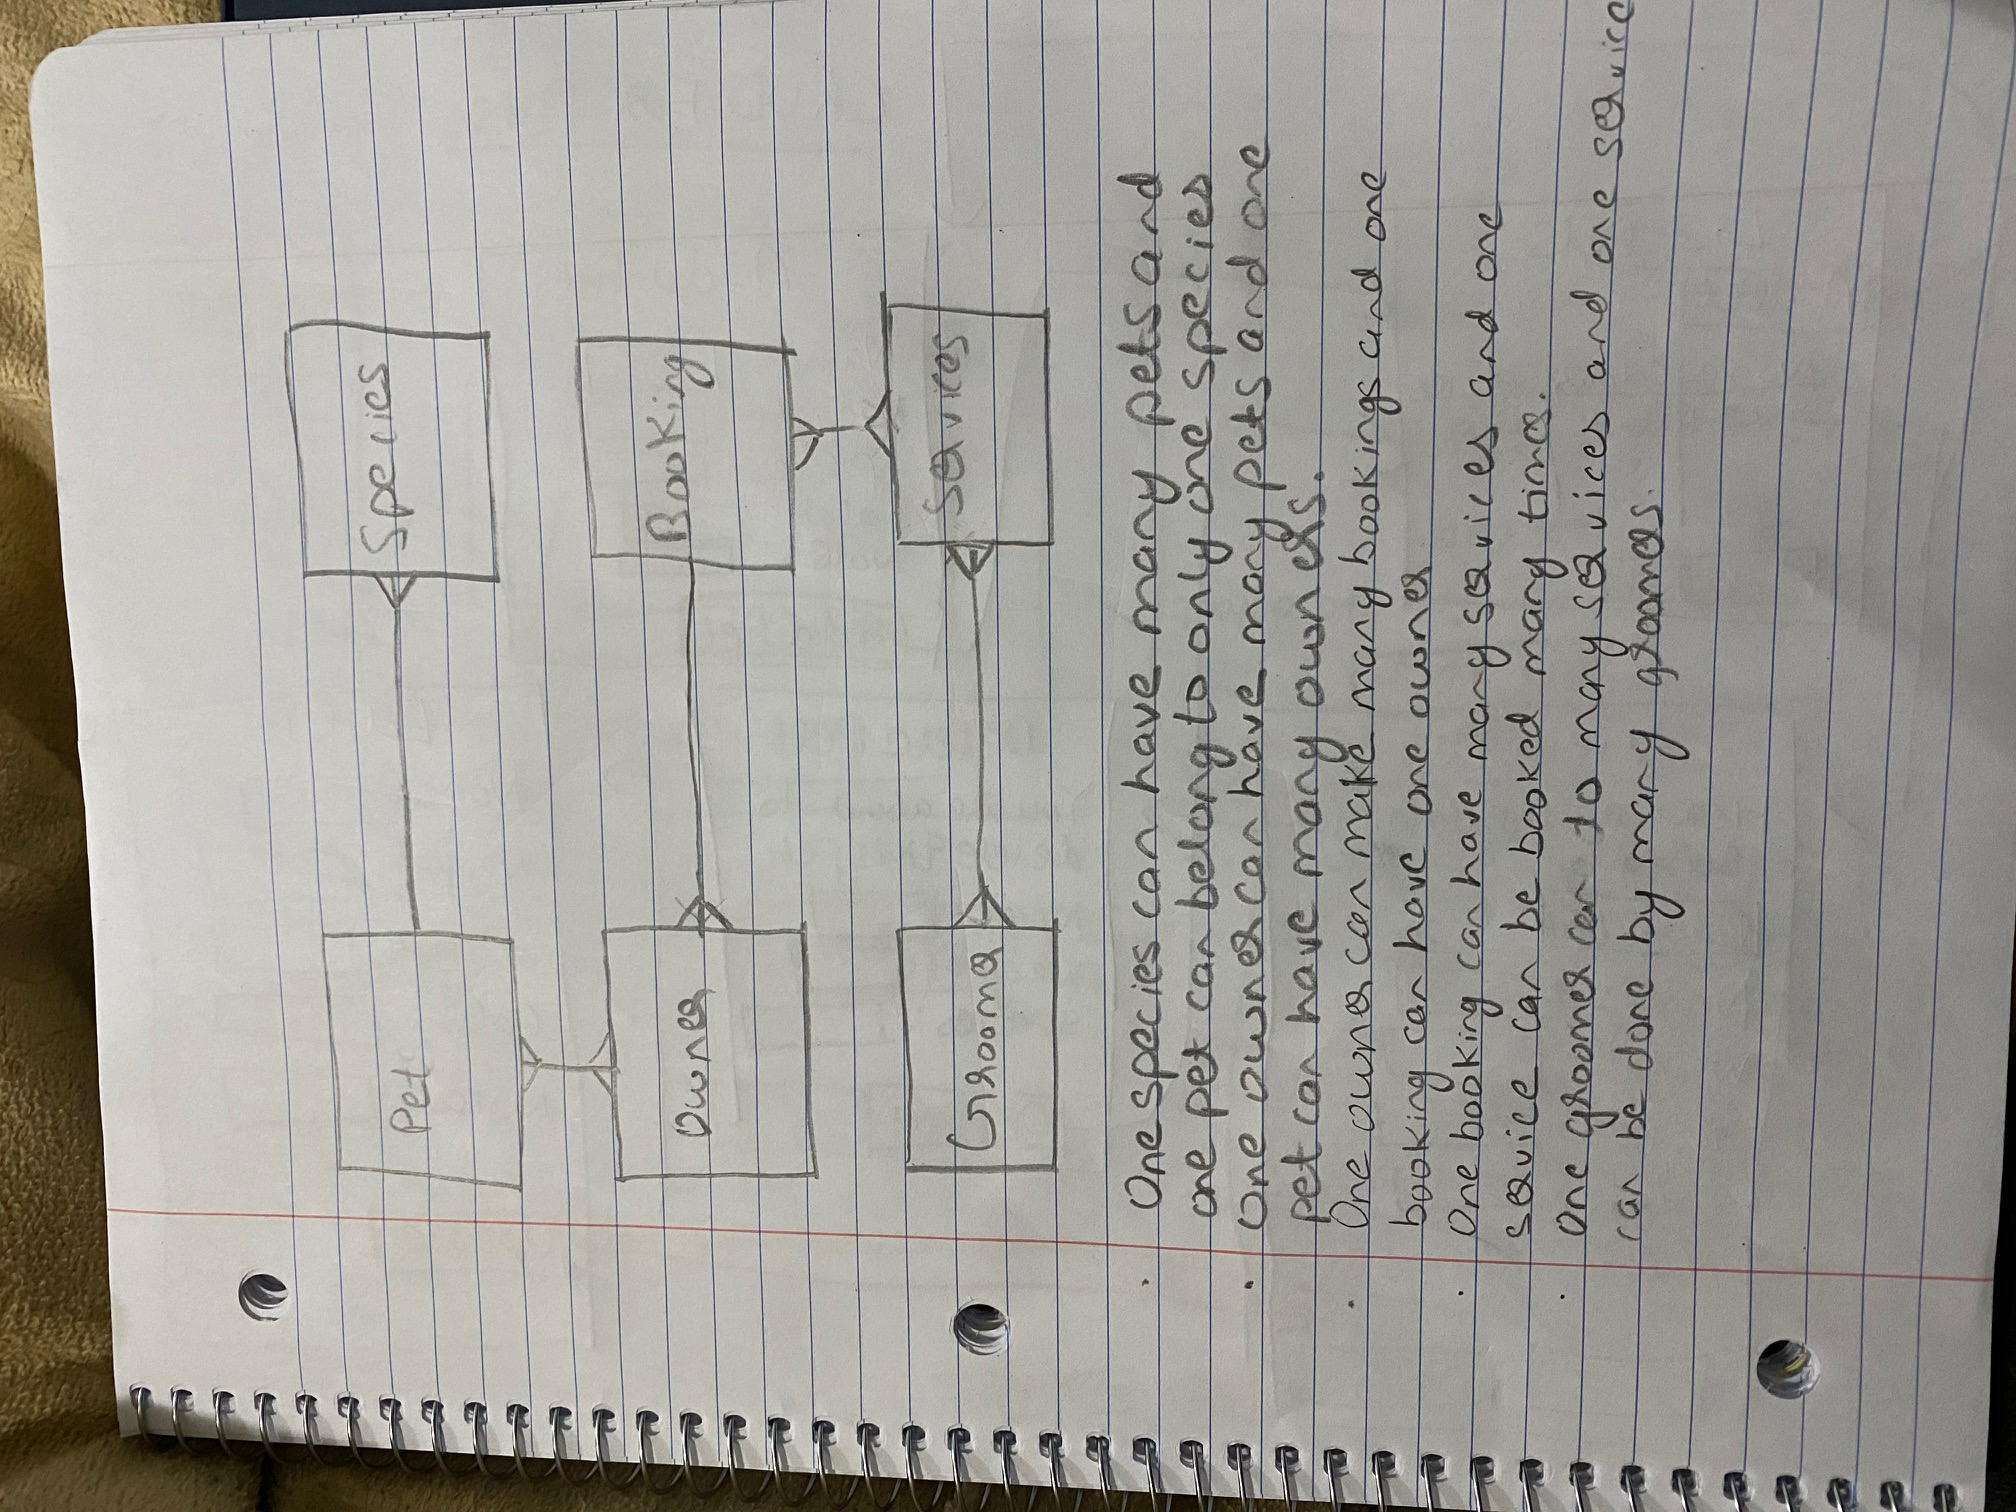 Pet
Species
Owner
Booking
Groomer
Services
One species can have many pets and
one pet can belong to only one species
One owner can have many pets and one
pet can have many owners.
One owner can make many bookings and one
booking can have one owner
One booking can have many services and one
service can be booked many times.
One groomer can to many services and one service
can be done by many groomers.